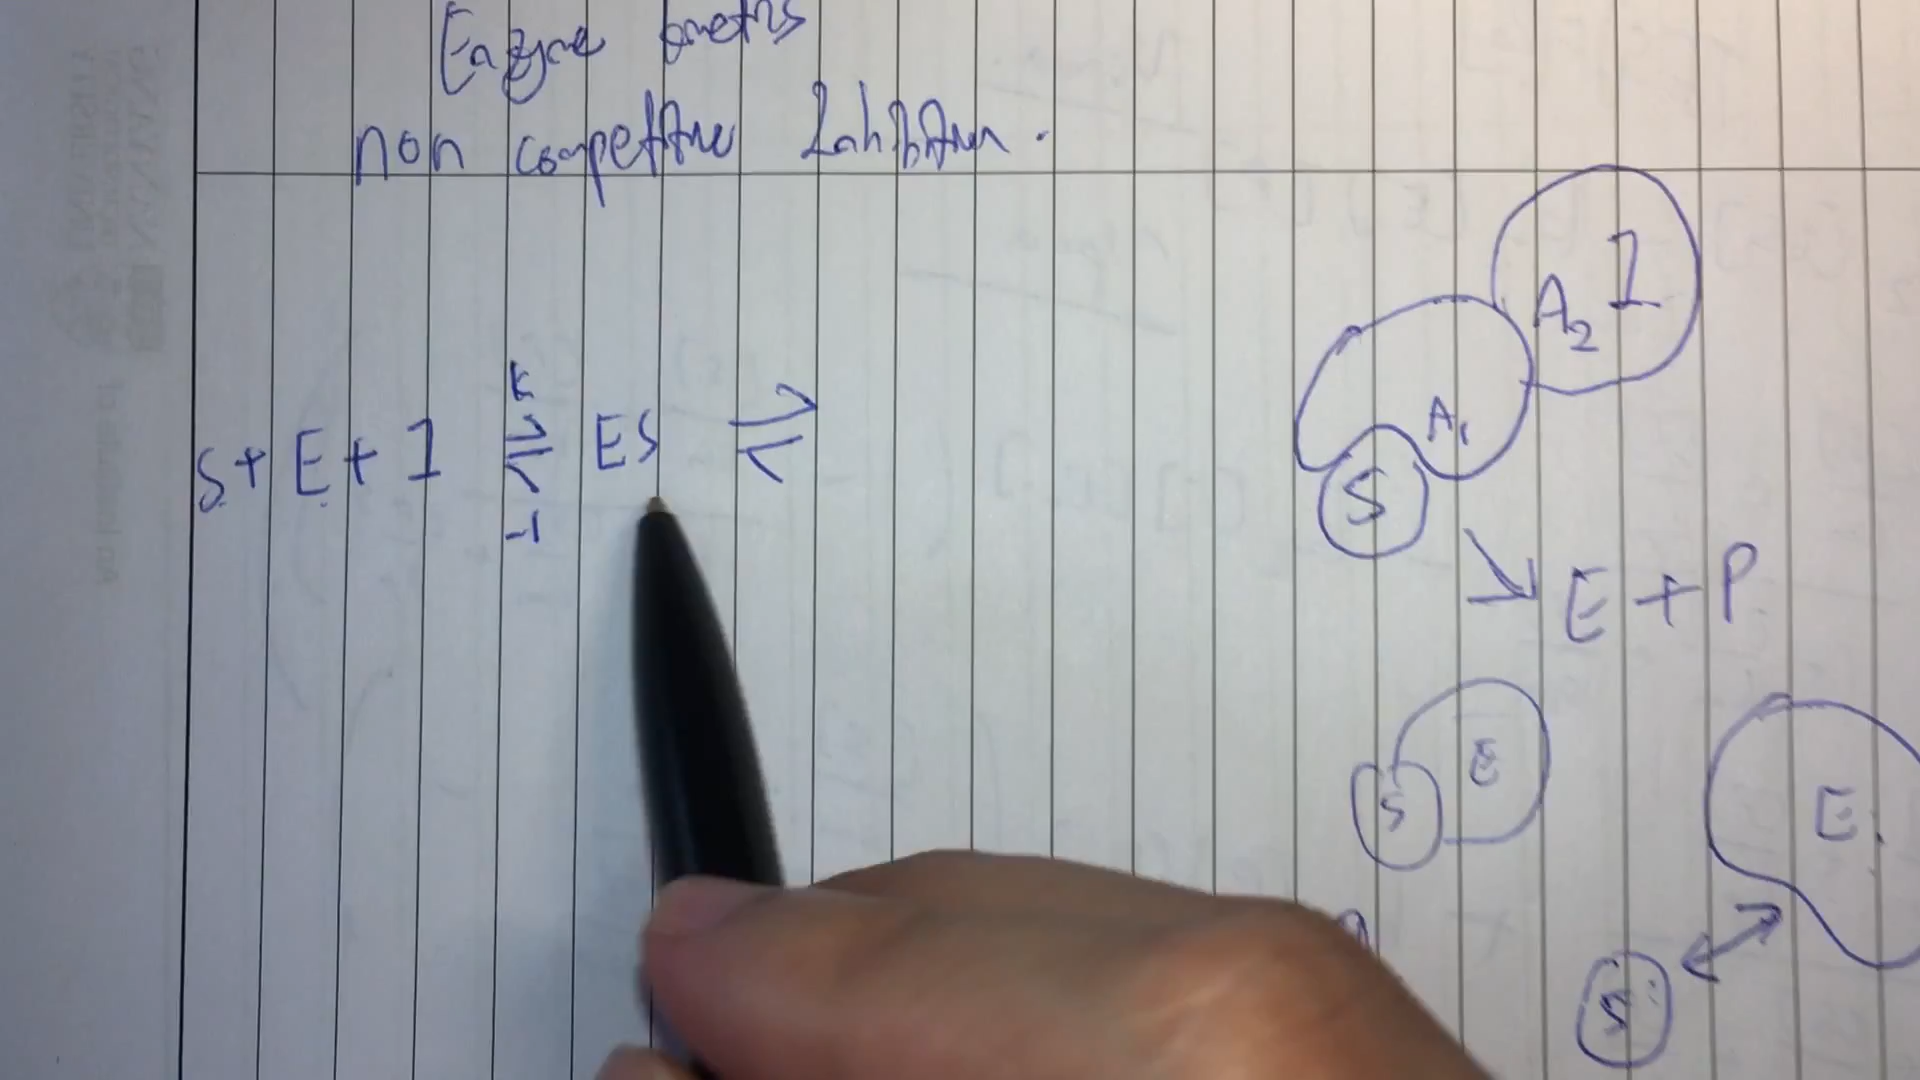 Enzyme kinetics
non competitive Inhibition.
A2 I
A1
S
S + E + I ⇌ ES ⇌
k
-1
E + P
E
S
E
S